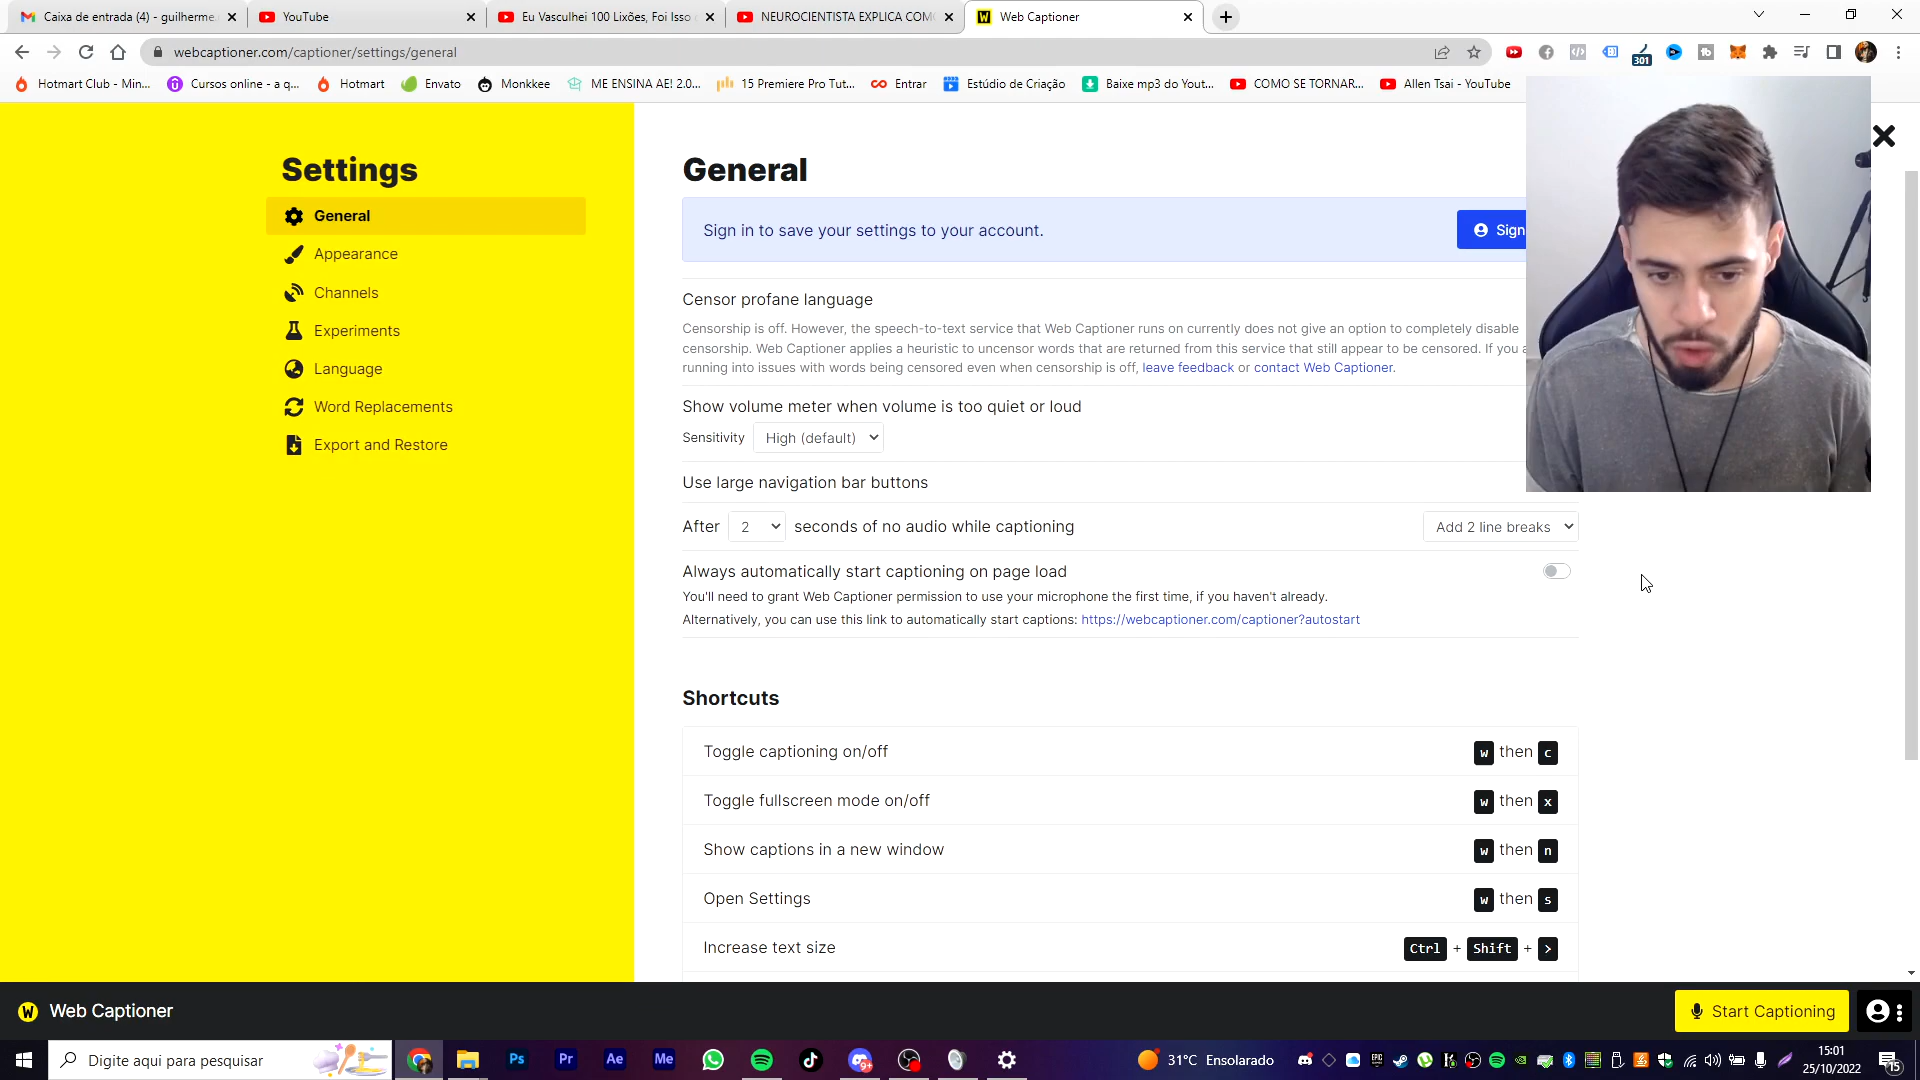 Caixa de entrada (4) - guilherme.
YouTube
Eu Vasculhei 100 Lixões, Foi Isso
NEUROCIENTISTA EXPLICA COM
Web Captioner
webcaptioner.com/captioner/settings/general
301
Hotmart Club - Min...
Cursos online - a q...
Hotmart
Envato
Monkkee
ME ENSINA AE! 2.0...
15 Premiere Pro Tut...
Entrar
Estúdio de Criação
Baixe mp3 do Yout...
COMO SE TORNAR...
Allen Tsai - YouTube
Settings
General
Appearance
Channels
Experiments
Language
Word Replacements
Export and Restore
General
Sign in to save your settings to your account.
Sign
Censor profane language
Censorship is off. However, the speech-to-text service that Web Captioner runs on currently does not give an option to completely disable
censorship. Web Captioner applies a heuristic to uncensor words that are returned from this service that still appear to be censored. If you
running into issues with words being censored even when censorship is off, leave feedback or contact Web Captioner.
Show volume meter when volume is too quiet or loud
Sensitivity High (default)
Use large navigation bar buttons
After 2 seconds of no audio while captioning Add 2 line breaks
Always automatically start captioning on page load
You'll need to grant Web Captioner permission to use your microphone the first time, if you haven't already.
Alternatively, you can use this link to automatically start captions: https://webcaptioner.com/captioner?autostart
Shortcuts
Toggle captioning on/off w then c
Toggle fullscreen mode on/off w then x
Show captions in a new window w then n
Open Settings w then s
Increase text size Ctrl + Shift + >
W Web Captioner
Start Captioning
Digite aqui para pesquisar
Ps
Pr
Ae
Me
31°C Ensolarado
15:01
25/10/2022
15